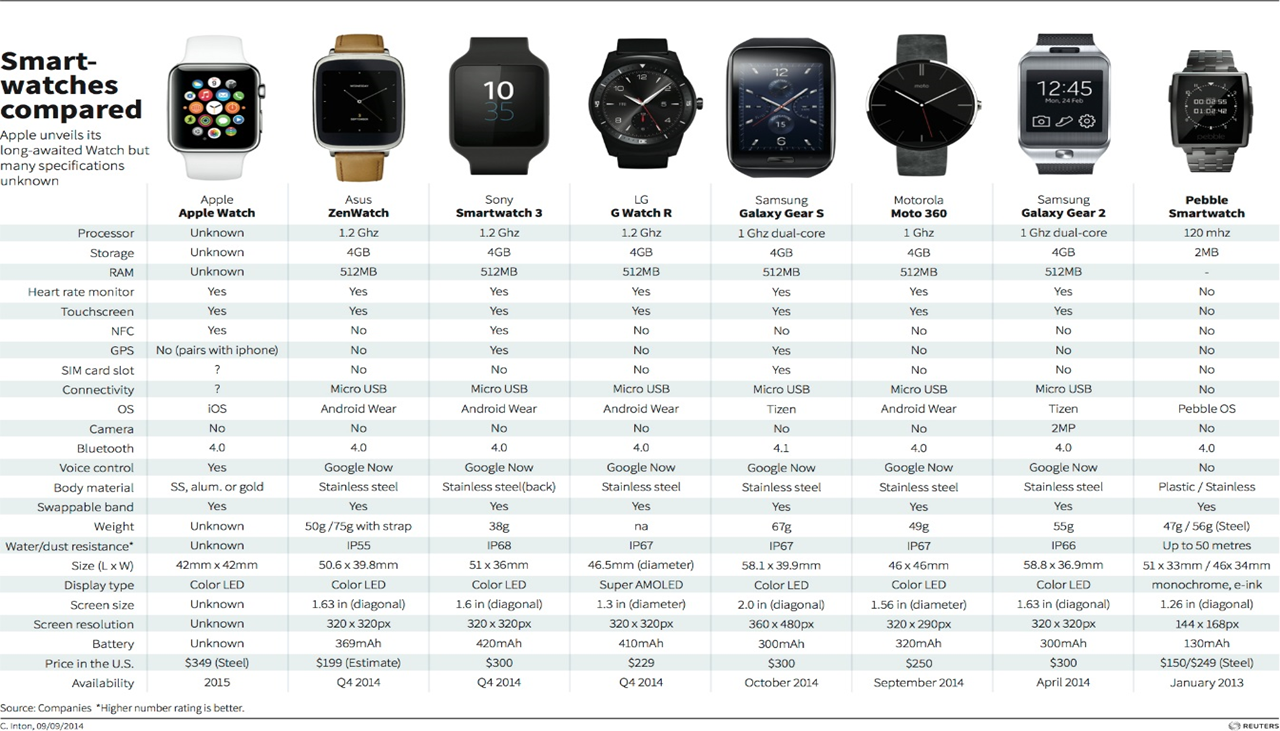 Smart-
watches
compared
Apple unveils its
long-awaited Watch but
many specifications
unknown
10
35
12
moto
12:45
Mon, 24 Feb
00:02:55
01:02:42
pebble
Apple Asus Sony LG Samsung Motorola Samsung Pebble
Apple Watch ZenWatch Smartwatch 3 G Watch R Galaxy Gear S Moto 360 Galaxy Gear 2 Smartwatch
Processor Unknown 1.2 Ghz 1.2 Ghz 1.2 Ghz 1 Ghz dual-core 1 Ghz 1 Ghz dual-core 120 mhz
Storage Unknown 4GB 4GB 4GB 4GB 4GB 4GB 2MB
RAM Unknown 512MB 512MB 512MB 512MB 512MB 512MB -
Heart rate monitor Yes Yes Yes Yes Yes Yes Yes No
Touchscreen Yes Yes Yes Yes Yes Yes Yes No
NFC Yes No Yes No No No No No
GPS No (pairs with iphone) No Yes No Yes No No No
SIM card slot ? No No No Yes No No No
Connectivity ? Micro USB Micro USB Micro USB Micro USB Micro USB Micro USB No
OS iOS Android Wear Android Wear Android Wear Tizen Android Wear Tizen Pebble OS
Camera No No No No No No 2MP No
Bluetooth 4.0 4.0 4.0 4.0 4.1 4.0 4.0 4.0
Voice control Yes Google Now Google Now Google Now Google Now Google Now Google Now No
Body material SS, alum. or gold Stainless steel Stainless steel(back) Stainless steel Stainless steel Stainless steel Stainless steel Plastic / Stainless
Swappable band Yes Yes Yes Yes Yes Yes Yes Yes
Weight Unknown 50g /75g with strap 38g na 67g 49g 55g 47g / 56g (Steel)
Water/dust resistance* Unknown IP55 IP68 IP67 IP67 IP67 IP66 Up to 50 metres
Size (L x W) 42mm x 42mm 50.6 x 39.8mm 51 x 36mm 46.5mm (diameter) 58.1 x 39.9mm 46 x 46mm 58.8 x 36.9mm 51 x 33mm / 46x 34mm
Display type Color LED Color LED Color LED Super AMOLED Color LED Color LED Color LED monochrome, e-ink
Screen size Unknown 1.63 in (diagonal) 1.6 in (diagonal) 1.3 in (diameter) 2.0 in (diagonal) 1.56 in (diameter) 1.63 in (diagonal) 1.26 in (diagonal)
Screen resolution Unknown 320 x 320px 320 x 320px 320 x 320px 360 x 480px 320 x 290px 320 x 320px 144 x 168px
Battery Unknown 369mAh 420mAh 410mAh 300mAh 320mAh 300mAh 130mAh
Price in the U.S. $349 (Steel) $199 (Estimate) $300 $229 $300 $250 $300 $150/$249 (Steel)
Availability 2015 Q4 2014 Q4 2014 Q4 2014 October 2014 September 2014 April 2014 January 2013
Source: Companies *Higher number rating is better.
C. Inton, 09/09/2014
REUTERS